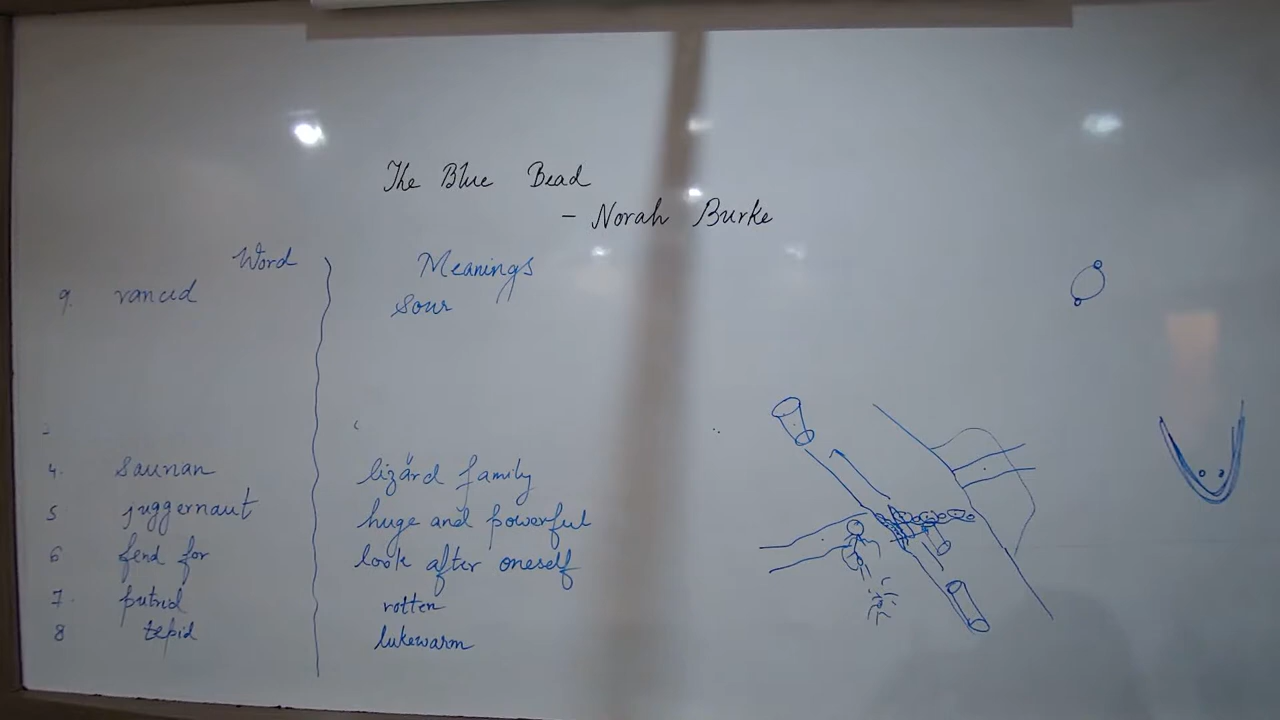 The Blue Bead
- Norah Burke
Word Meanings
9. rancid sour
4. saurian lizard family
5 juggernaut huge and powerful
6 fend for look after oneself
7. putrid rotten
8 tepid lukewarm